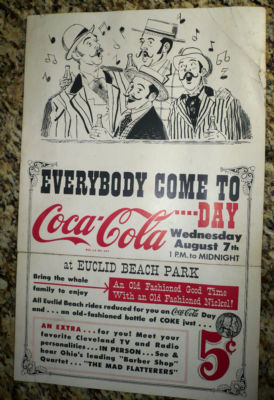 EVERYBODY COME TO
Coca-Cola ....DAY
Wednesday
August 7th
1 P.M. to MIDNIGHT
at EUCLID BEACH PARK
Bring the whole
family to enjoy
An Old Fashioned Good Time
With an Old Fashioned Nickel!
All Euclid Beach rides reduced for you on Coca-Cola Day
and . . . an old-fashioned bottle of COKE just . . .
5¢
AN EXTRA . . . for you! Meet your
favorite Cleveland TV and Radio
personalities . . . IN PERSON . . . See &
hear Ohio's leading "Barber Shop"
Quartet . . . "THE MAD FLATTERERS"